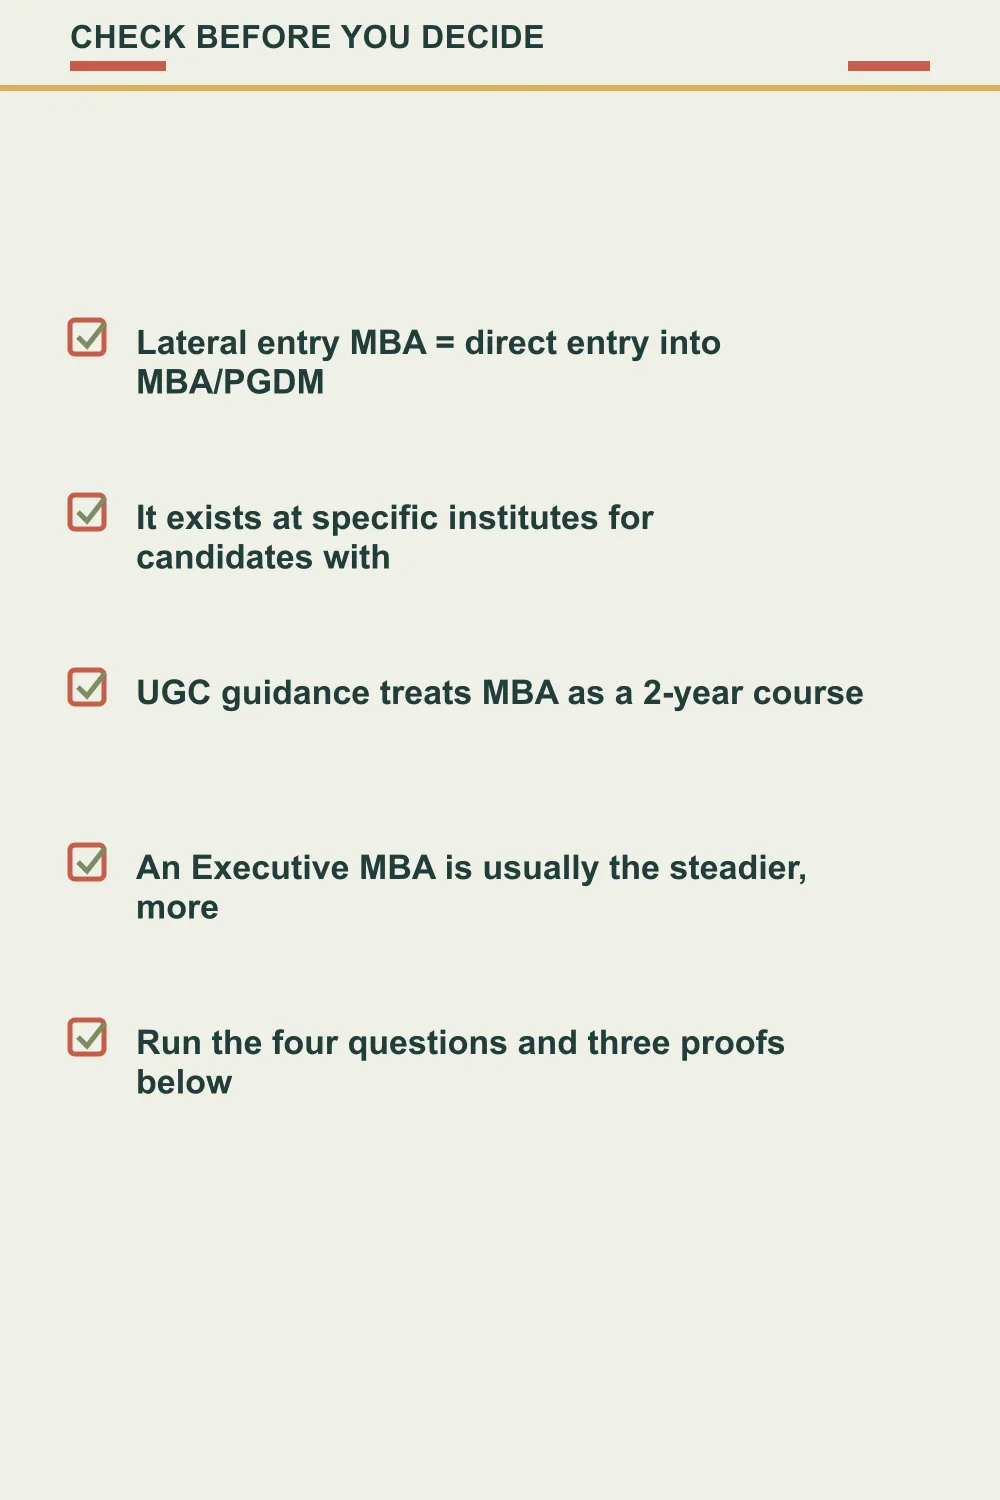 CHECK BEFORE YOU DECIDE
Lateral entry MBA = direct entry into
MBA/PGDM
It exists at specific institutes for
candidates with
UGC guidance treats MBA as a 2-year course
An Executive MBA is usually the steadier,
more
Run the four questions and three proofs
below